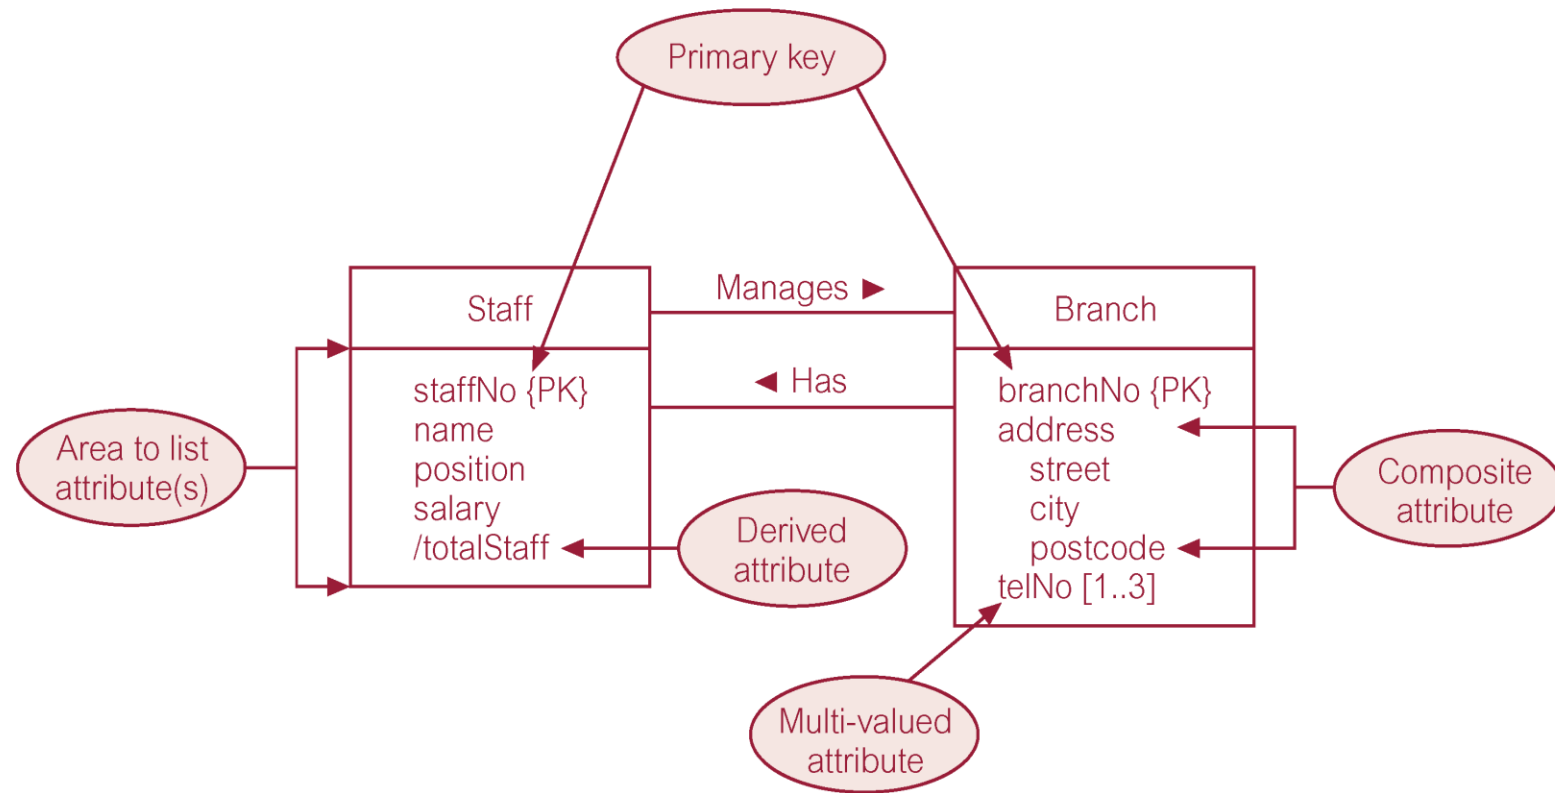 Primary key
Staff
Manages ►
Branch
◄ Has
staffNo {PK}
name
position
salary
/totalStaff
branchNo {PK}
address
street
city
postcode
telNo [1..3]
Area to list
attribute(s)
Derived
attribute
Composite
attribute
Multi-valued
attribute